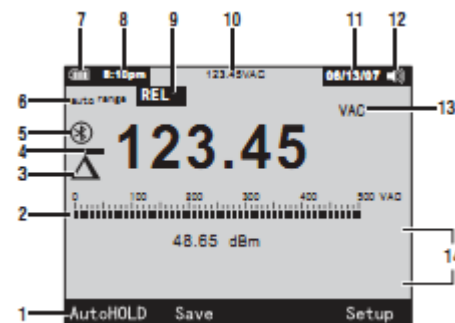 7 8 9 10 11 12
8:10pm 123.45VAC 06/13/07
6 auto range REL
VAC 13
5
4 123.45
3
0 100 200 300 400 500 VAC
2
48.65 dBm
14
1 AutoHOLD Save Setup